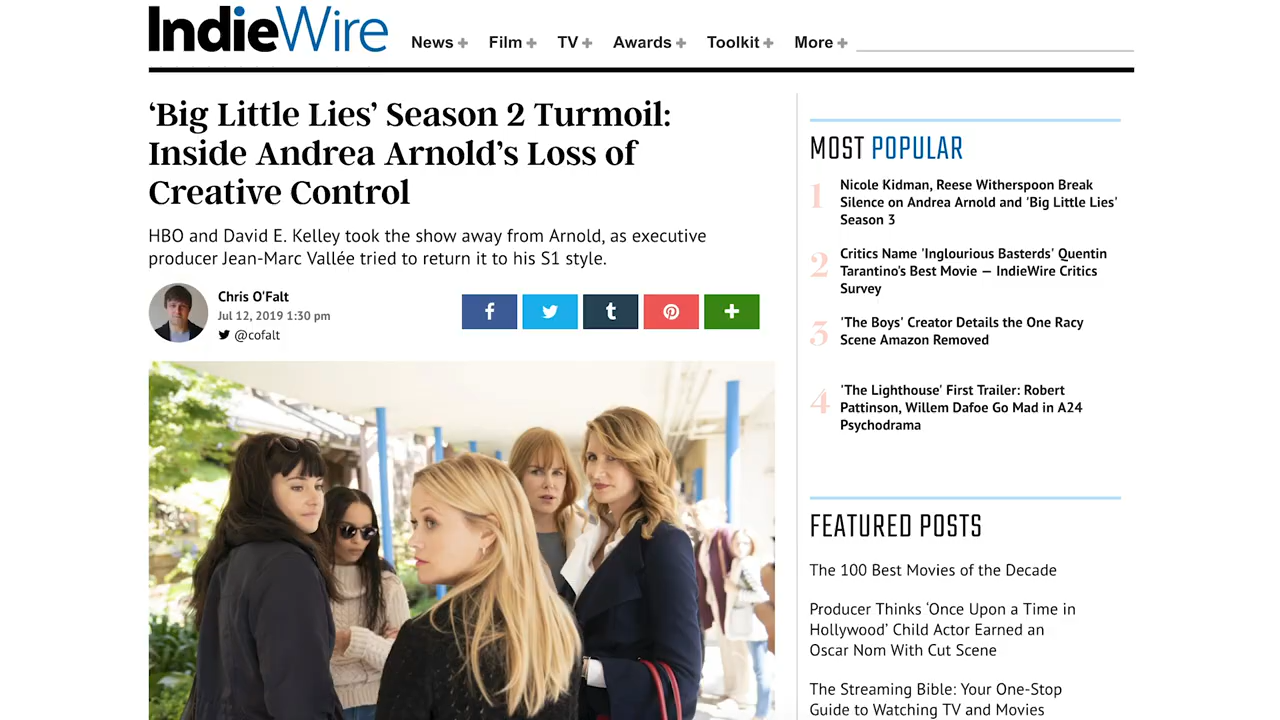 IndieWire
News + Film + TV + Awards + Toolkit + More +
‘Big Little Lies’ Season 2 Turmoil:
Inside Andrea Arnold’s Loss of
Creative Control
HBO and David E. Kelley took the show away from Arnold, as executive
producer Jean-Marc Vallée tried to return it to his S1 style.
Chris O'Falt
Jul 12, 2019 1:30 pm
@cofalt
f t +
MOST POPULAR
1 Nicole Kidman, Reese Witherspoon Break
Silence on Andrea Arnold and 'Big Little Lies'
Season 3
2 Critics Name 'Inglourious Basterds' Quentin
Tarantino's Best Movie — IndieWire Critics
Survey
3 'The Boys' Creator Details the One Racy
Scene Amazon Removed
4 'The Lighthouse' First Trailer: Robert
Pattinson, Willem Dafoe Go Mad in A24
Psychodrama
FEATURED POSTS
The 100 Best Movies of the Decade
Producer Thinks ‘Once Upon a Time in
Hollywood’ Child Actor Earned an
Oscar Nom With Cut Scene
The Streaming Bible: Your One-Stop
Guide to Watching TV and Movies